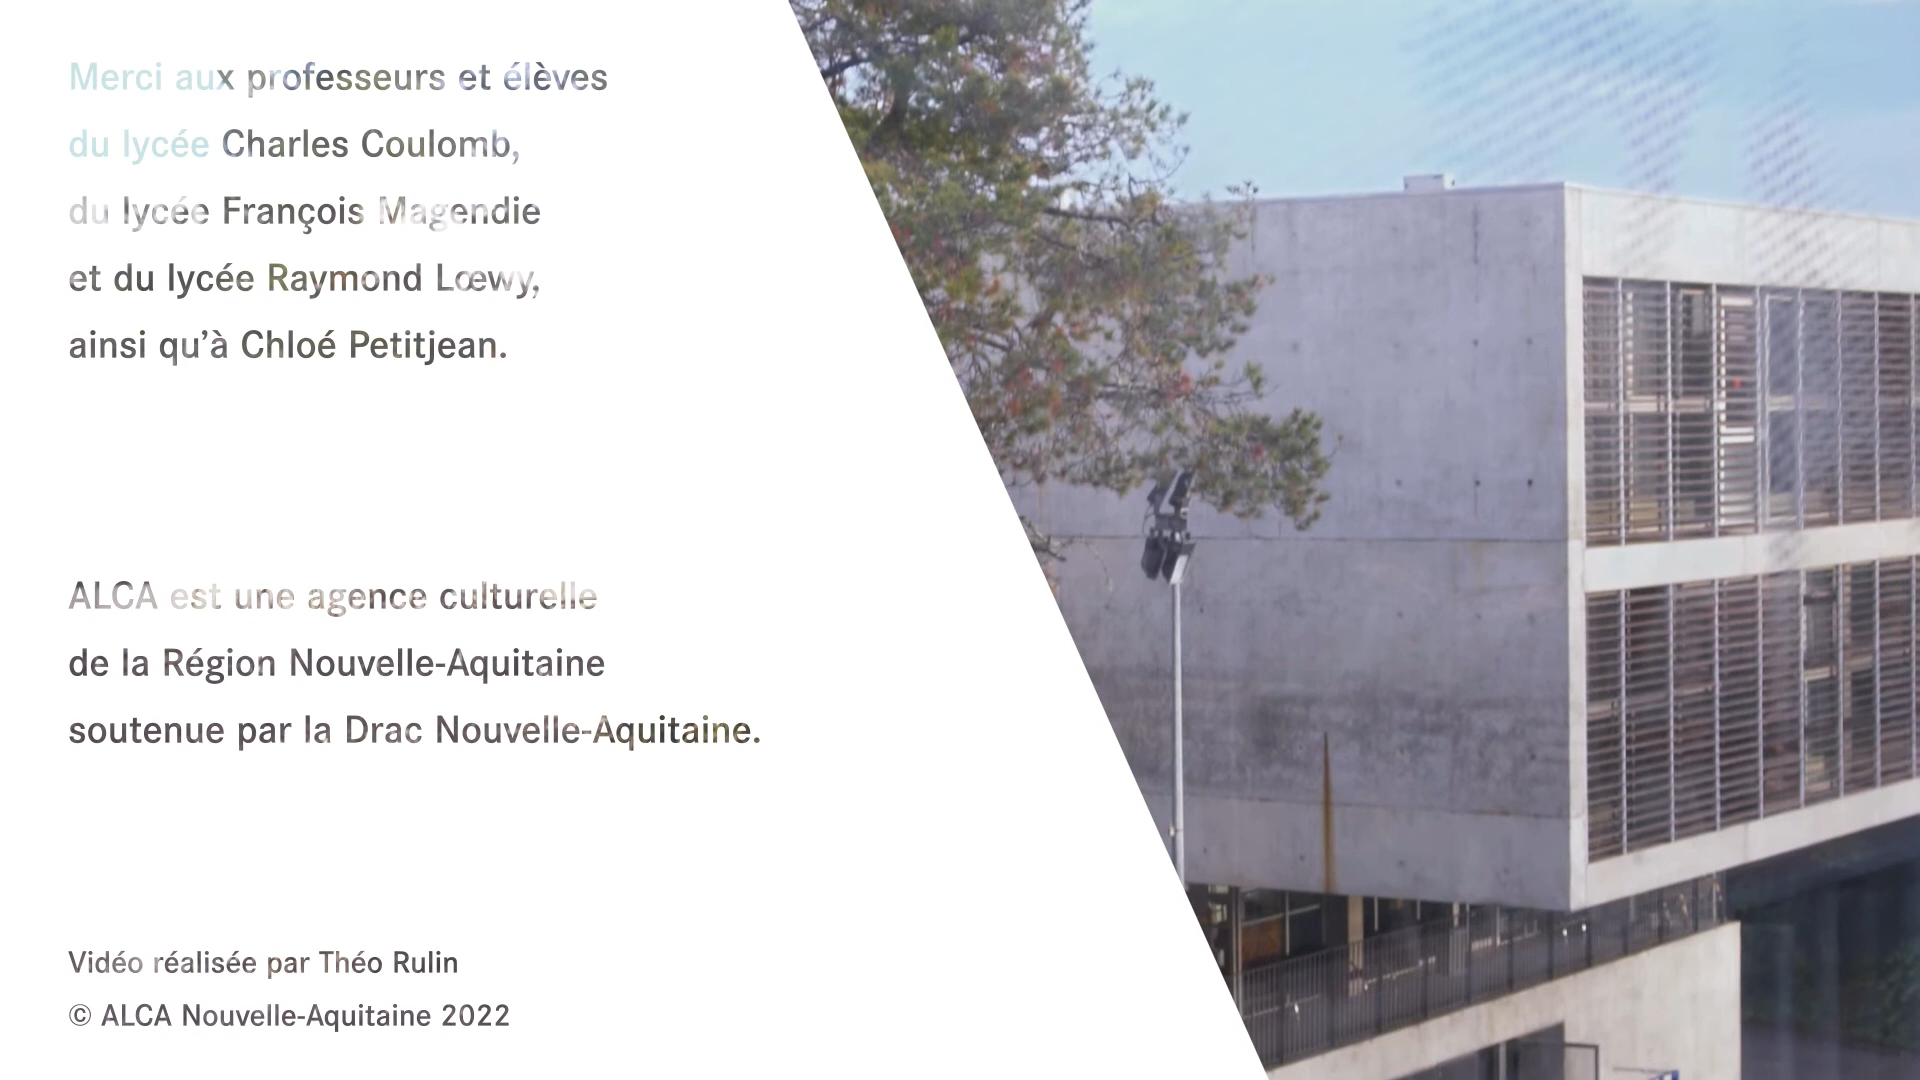 Merci aux professeurs et élèves
du lycée Charles Coulomb,
du lycée François Magendie
et du lycée Raymond Lœwy,
ainsi qu’à Chloé Petitjean.
ALCA est une agence culturelle
de la Région Nouvelle-Aquitaine
soutenue par la Drac Nouvelle-Aquitaine.
Vidéo réalisée par Théo Rulin
© ALCA Nouvelle-Aquitaine 2022